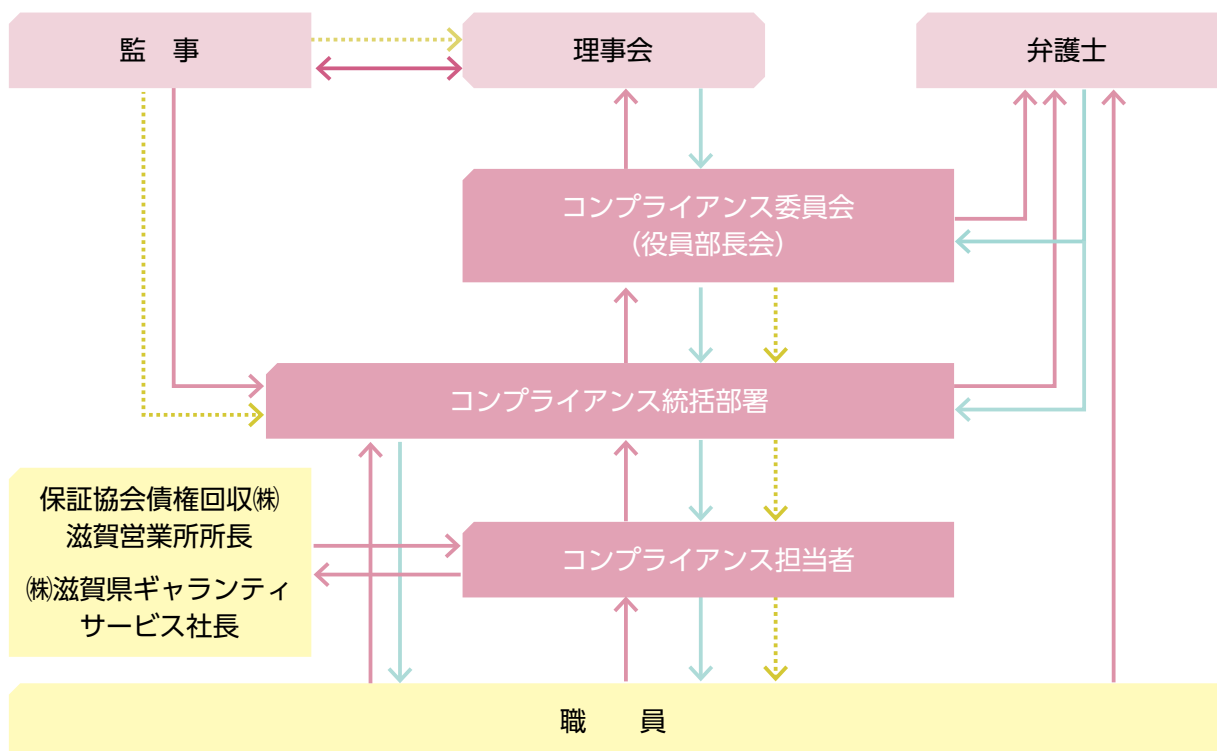 監　事
理事会
弁護士
コンプライアンス委員会
（役員部長会）
コンプライアンス統括部署
保証協会債権回収㈱
滋賀営業所所長
㈱滋賀県ギャランティ
サービス社長
コンプライアンス担当者
職　　員